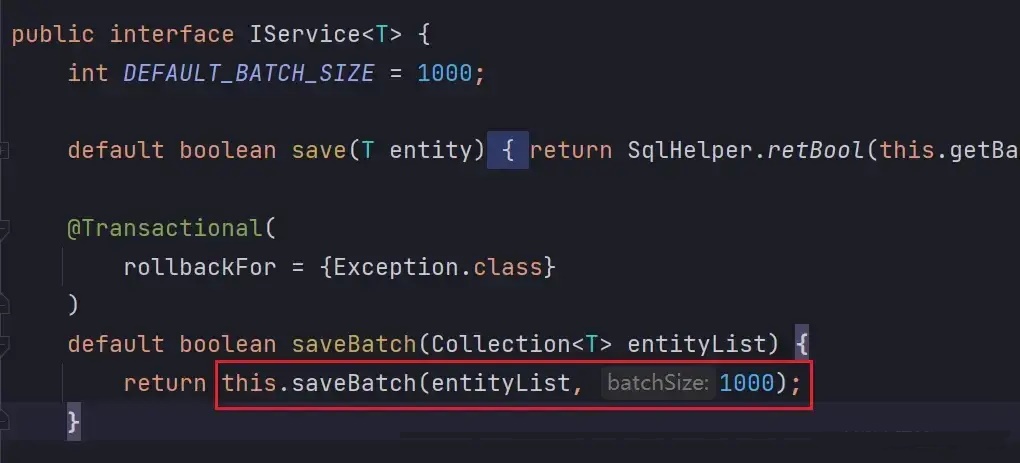 public interface IService<T> {
int DEFAULT_BATCH_SIZE = 1000;
default boolean save(T entity) { return SqlHelper.retBool(this.getBa
@Transactional(
rollbackFor = {Exception.class}
)
default boolean saveBatch(Collection<T> entityList) {
return this.saveBatch(entityList, batchSize: 1000);
}